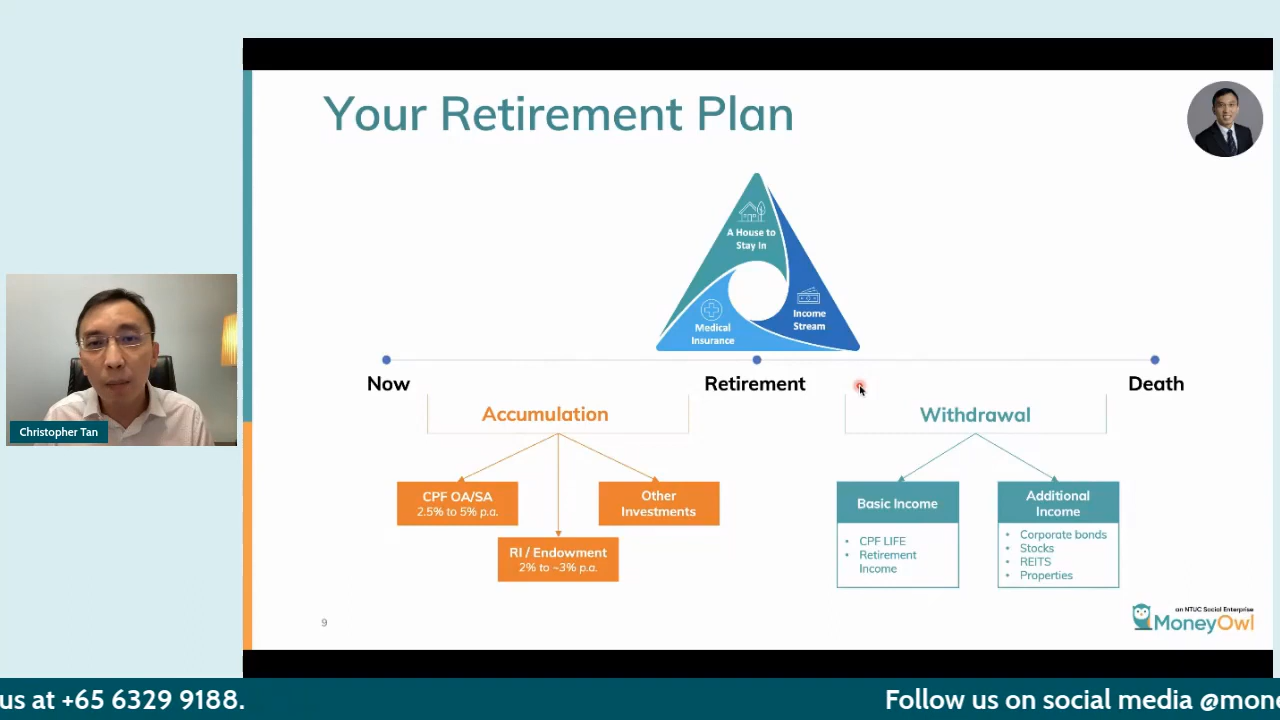 Your Retirement Plan
A House to
Stay In
Medical
Insurance
Income
Stream
Now
Retirement
Death
Accumulation
Withdrawal
CPF OA/SA
2.5% to 5% p.a.
Other
Investments
RI / Endowment
2% to ~3% p.a.
Basic Income
• CPF LIFE
• Retirement
Income
Additional
Income
• Corporate bonds
• Stocks
• REITS
• Properties
9
an NTUC Social Enterprise
MoneyOwl
Christopher Tan
us at +65 6329 9188.
Follow us on social media @mone